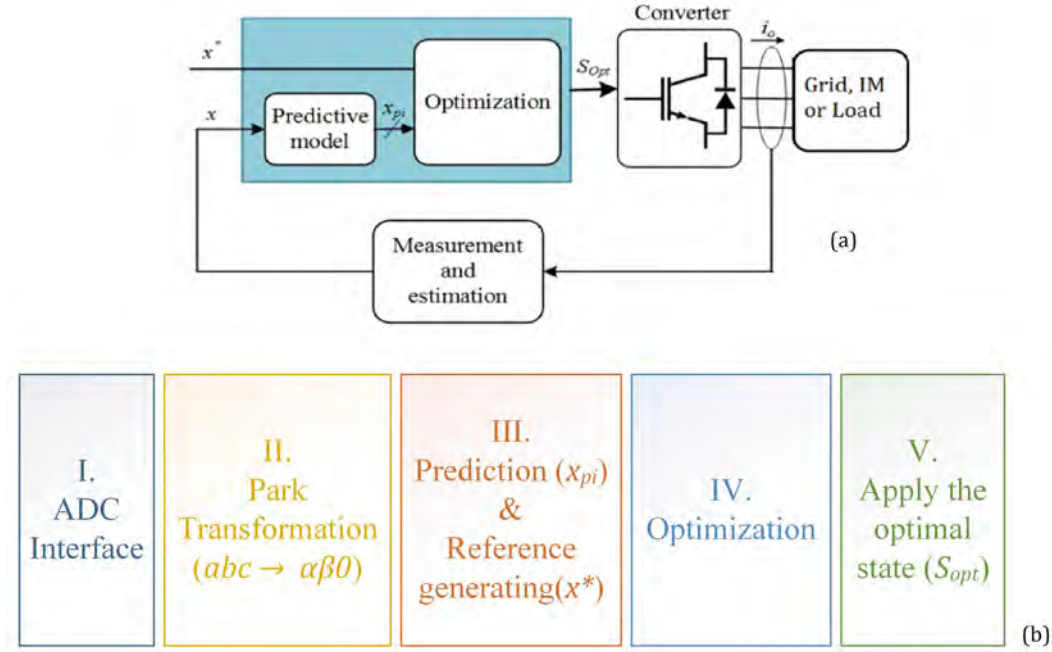 Converter
x*
x
Predictive
model
x_pi
Optimization
S_Opt
i_o
Grid, IM
or Load
Measurement
and
estimation
(a)
I.
ADC
Interface
II.
Park
Transformation
(abc → αβ0)
III.
Prediction (x_pi)
&
Reference
generating(x*)
IV.
Optimization
V.
Apply the
optimal
state (S_opt)
(b)